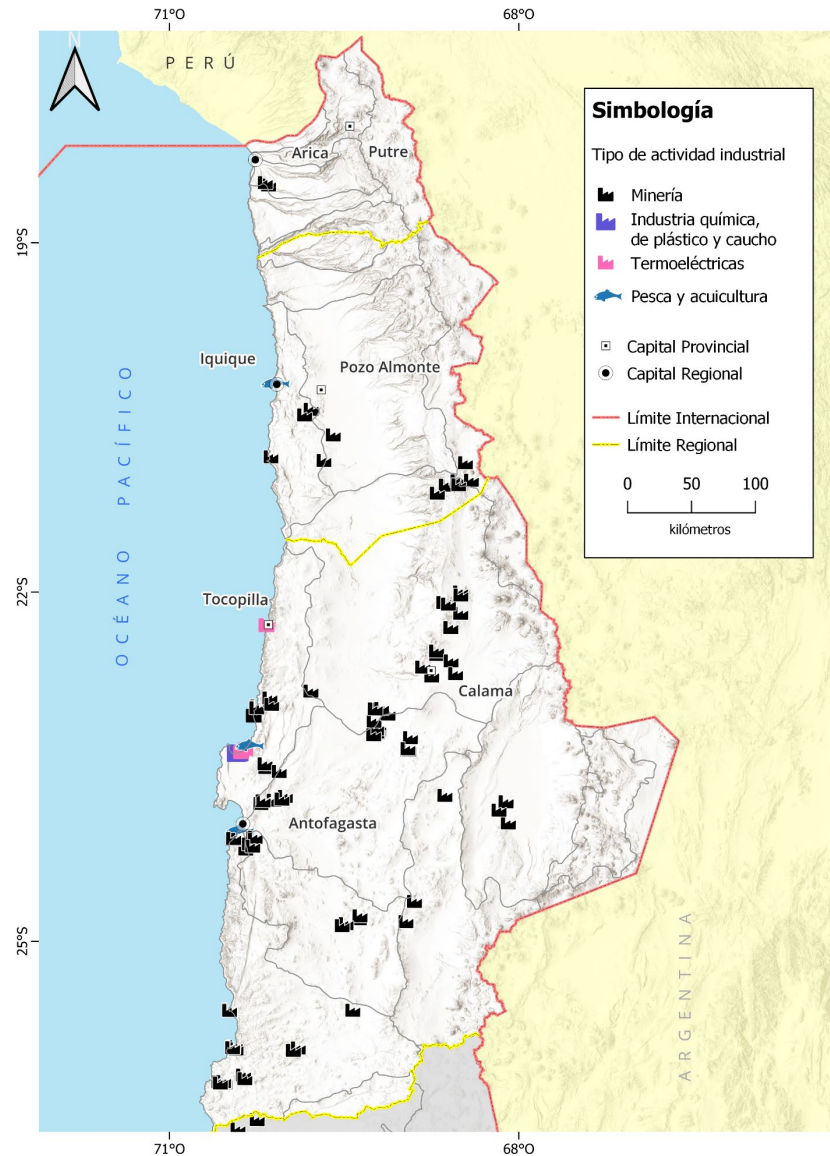 71°O
68°O
N
PERÚ
Arica
Putre
19°S
Iquique
Pozo Almonte
OCÉANO PACÍFICO
22°S
Tocopilla
Calama
Antofagasta
25°S
ARGENTINA
71°O
68°O
Simbología
Tipo de actividad industrial
Minería
Industria química,
de plástico y caucho
Termoeléctricas
Pesca y acuicultura
Capital Provincial
Capital Regional
Límite Internacional
Límite Regional
0 50 100
kilómetros